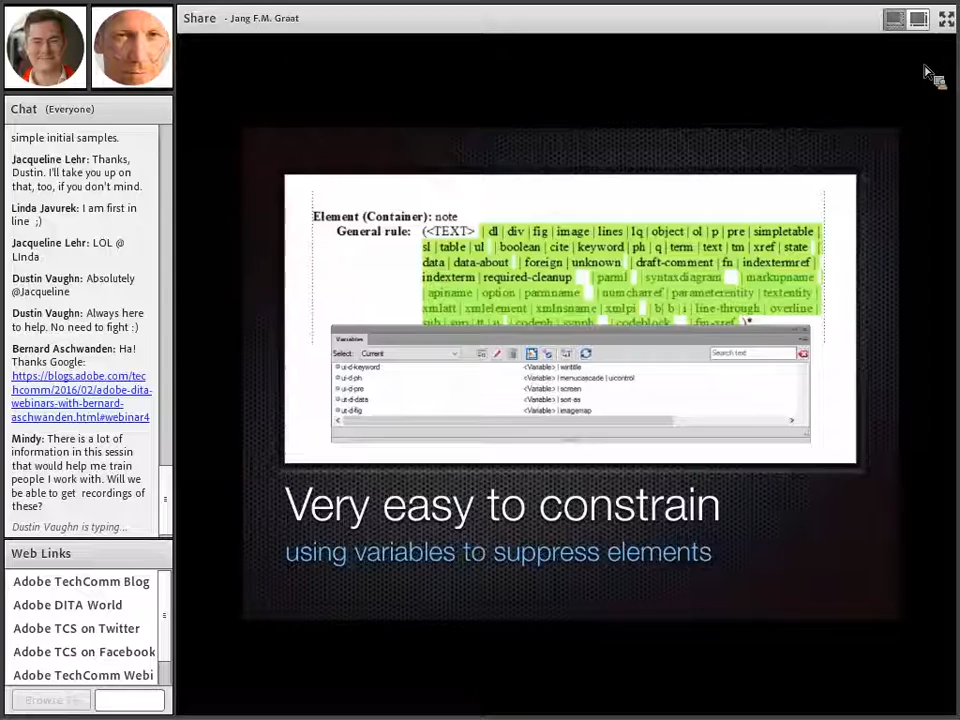 Share - Jang F.M. Graat
Chat (Everyone)
simple initial samples.
Jacqueline Lehr: Thanks,
Dustin. I'll take you up on
that, too, if you don't mind.
Linda Javurek: I am first in
line ;)
Jacqueline Lehr: LOL @
LInda
Dustin Vaughn: Absolutely
@Jacqueline
Dustin Vaughn: Always here
to help. No need to fight :)
Bernard Aschwanden: Ha!
Thanks Google:
https://blogs.adobe.com/tec
hcomm/2016/02/adobe-dita-
webinars-with-bernard-
aschwanden.html#webinar4
Mindy: There is a lot of
information in this sessin
that would help me train
people I work with. Will we
be able to get recordings of
these?
Dustin Vaughn is typing...
Web Links
Adobe TechComm Blog
Adobe DITA World
Adobe TCS on Twitter
Adobe TCS on Facebook
Adobe TechComm Webi
Element (Container): note
General rule: (<TEXT> | dl | div | fig | image | lines | lq | object | ol | p | pre | simpletable |
sl | table | ul | boolean | cite | keyword | ph | q | term | text | tm | xref | state |
data | data-about | foreign | unknown | draft-comment | fn | indextermref |
indexterm | required-cleanup | parml | syntaxdiagram | markupname
| apiname | option | parmname | numcharref | parameterentity | textentity |
xmlatt | xmlelement | xmlnsname | xmlpi | b | i | line-through | overline
| codeph | synph | codeblock | fm-xref )*
Variables
Select: Current
Search text
ui-d-keyword <Variable> | wintitle
ui-d-ph <Variable> | menucascade | uicontrol
ui-d-pre <Variable> | screen
ut-d-data <Variable> | sort-as
ut-d-fig <Variable> | imagemap
Very easy to constrain
using variables to suppress elements